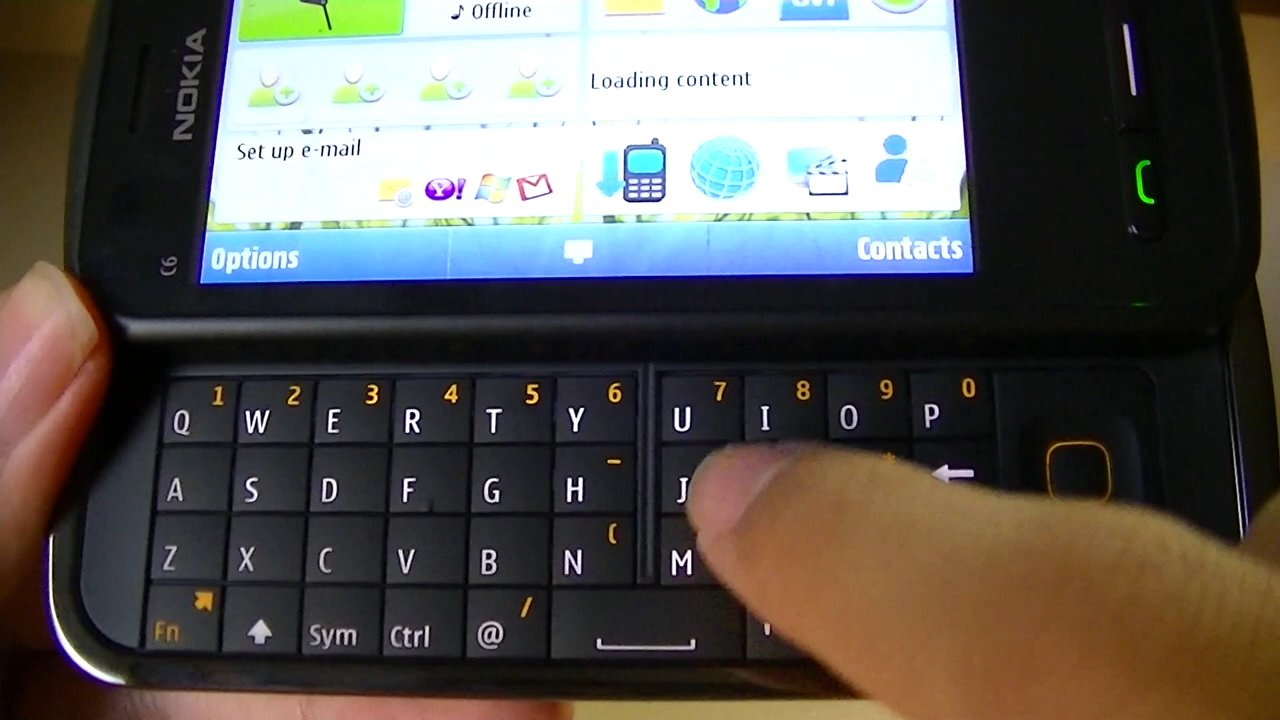 NOKIA
C6
♪ Offline
Loading content
Set up e-mail
Y!
Options
Contacts
1 2 3 4 5 6 7 8 9 0
Q W E R T Y U I O P
A S D F G H - J *
Z X C V B N ( M
Fn Sym Ctrl @ /